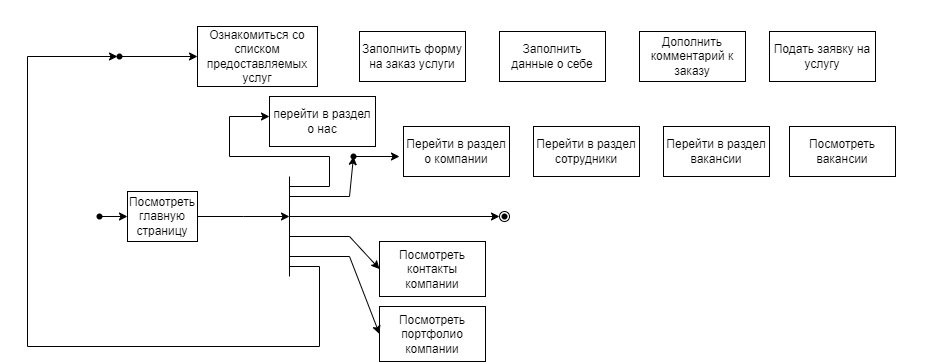 Ознакомиться со
списком
предоставляемых
услуг
Заполнить форму
на заказ услуги
Заполнить
данные о себе
Дополнить
комментарий к
заказу
Подать заявку на
услугу
перейти в раздел
о нас
Перейти в раздел
о компании
Перейти в раздел
сотрудники
Перейти в раздел
вакансии
Посмотреть
вакансии
Посмотреть
главную
страницу
Посмотреть
контакты
компании
Посмотреть
портфолио
компании